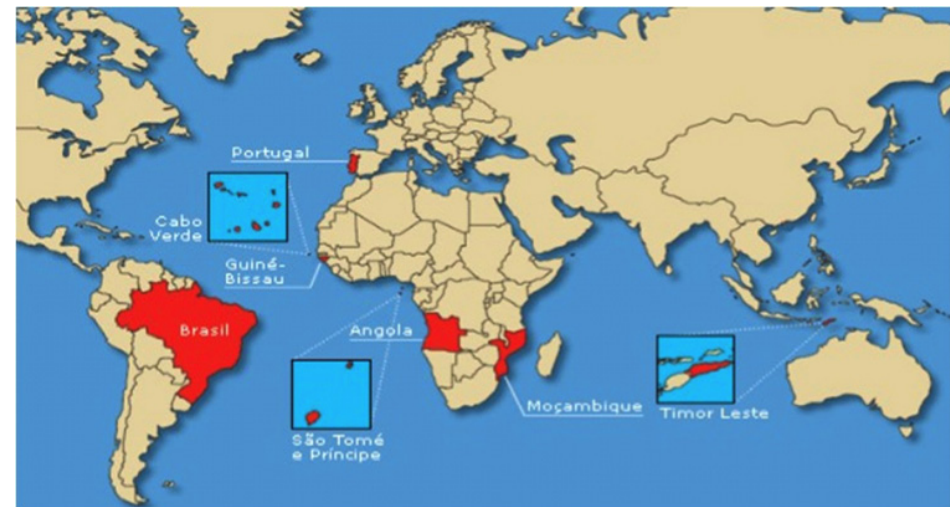 Portugal
Cabo
Verde
Guiné-
Bissau
Brasil
Angola
São Tomé
e Príncipe
Moçambique
Timor Leste